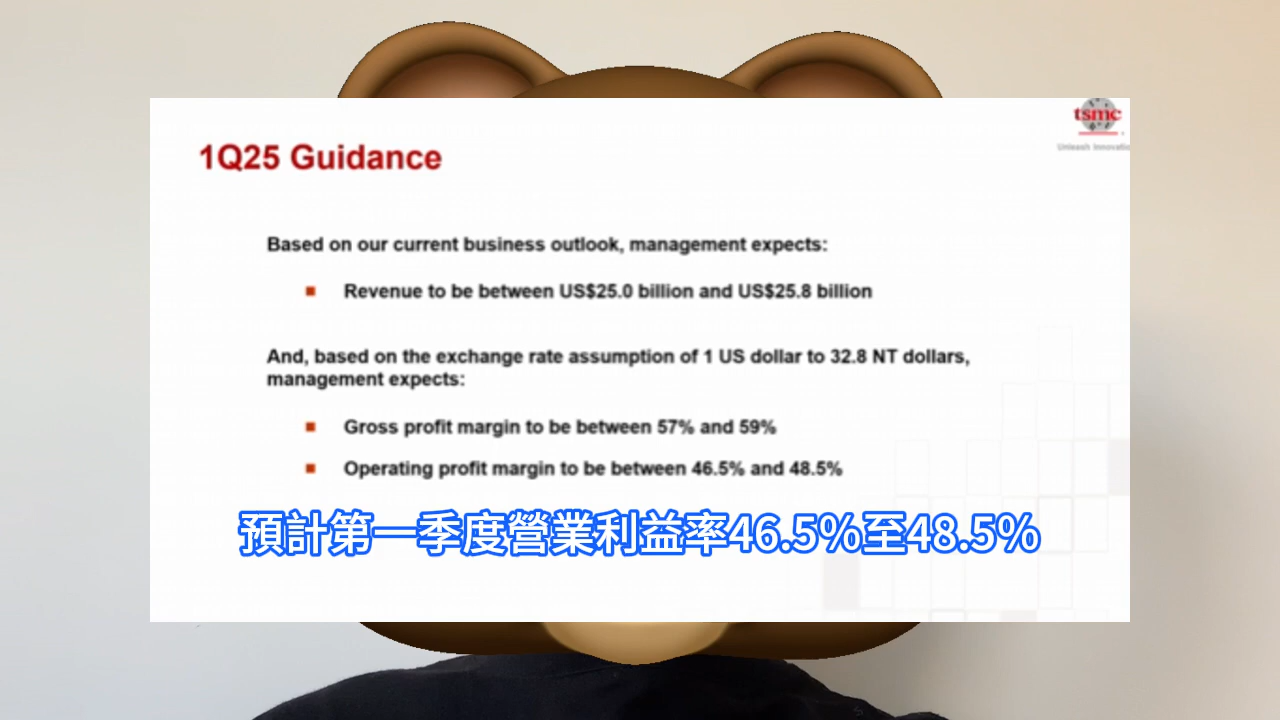 tsmc
Unleash Innovatio
1Q25 Guidance
Based on our current business outlook, management expects:
■ Revenue to be between US$25.0 billion and US$25.8 billion
And, based on the exchange rate assumption of 1 US dollar to 32.8 NT dollars,
management expects:
■ Gross profit margin to be between 57% and 59%
■ Operating profit margin to be between 46.5% and 48.5%
預計第一季度營業利益率46.5%至48.5%